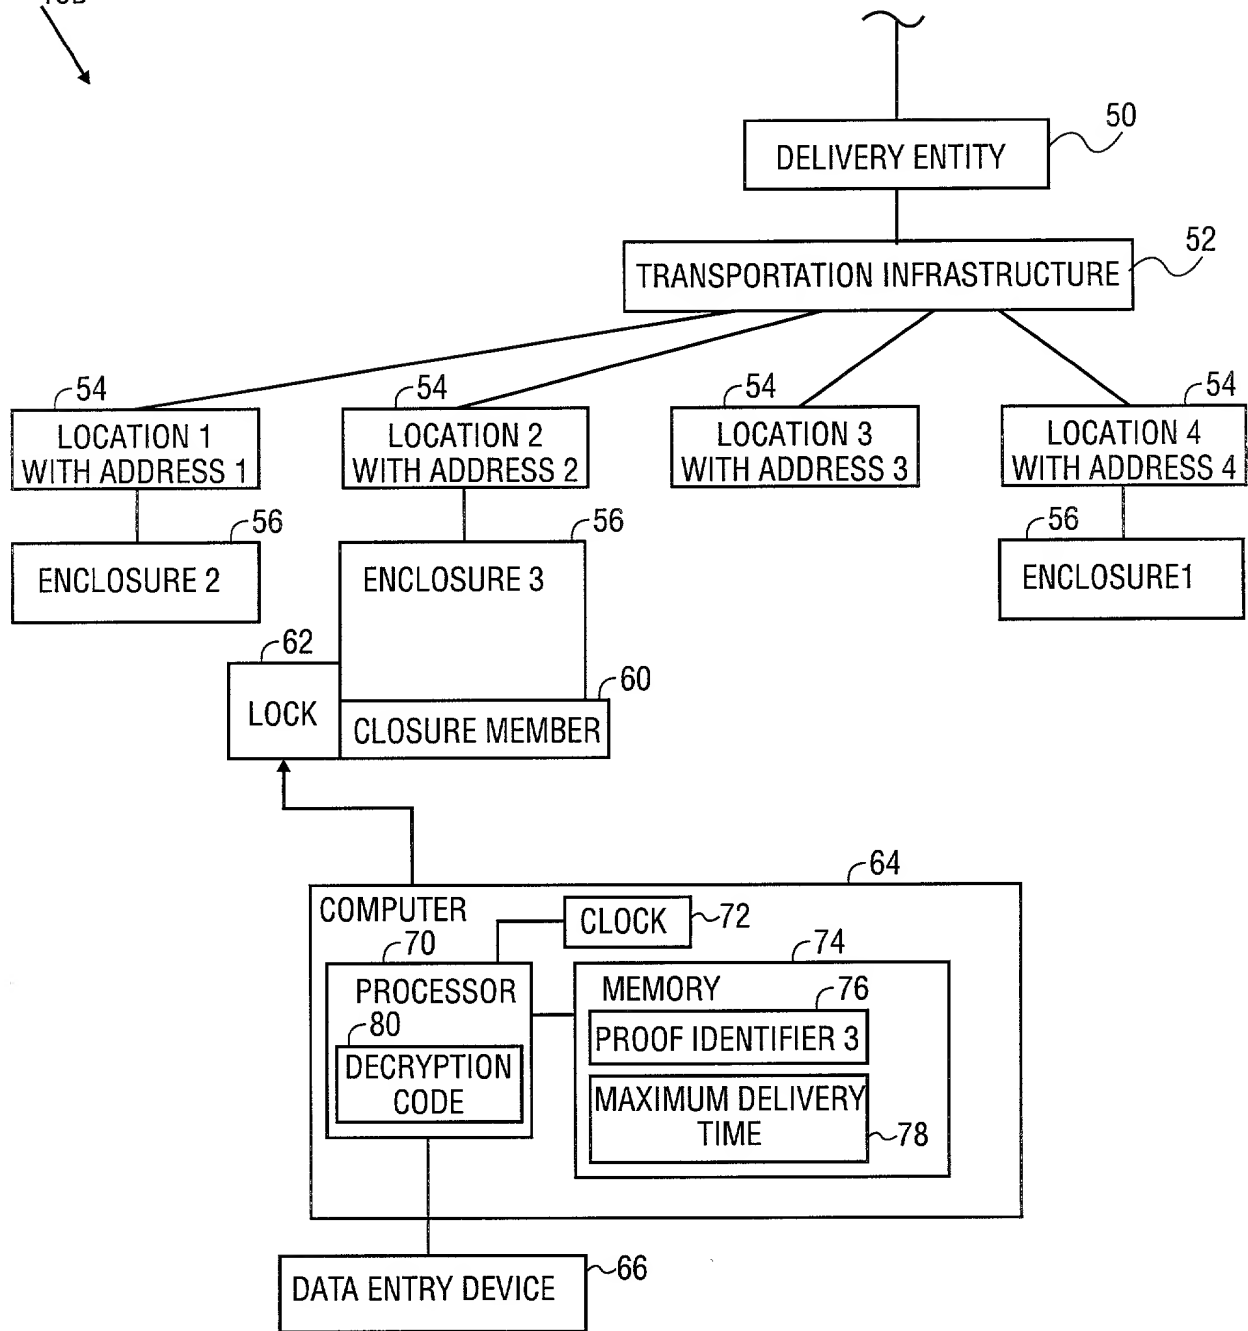 50
DELIVERY ENTITY
52
TRANSPORTATION INFRASTRUCTURE
54
LOCATION 1
WITH ADDRESS 1
54
LOCATION 2
WITH ADDRESS 2
54
LOCATION 3
WITH ADDRESS 3
54
LOCATION 4
WITH ADDRESS 4
56
ENCLOSURE 2
56
ENCLOSURE 3
56
ENCLOSURE1
62
LOCK
60
CLOSURE MEMBER
64
COMPUTER
CLOCK
72
70
PROCESSOR
80
DECRYPTION
CODE
74
MEMORY
76
PROOF IDENTIFIER 3
MAXIMUM DELIVERY
TIME
78
DATA ENTRY DEVICE
66